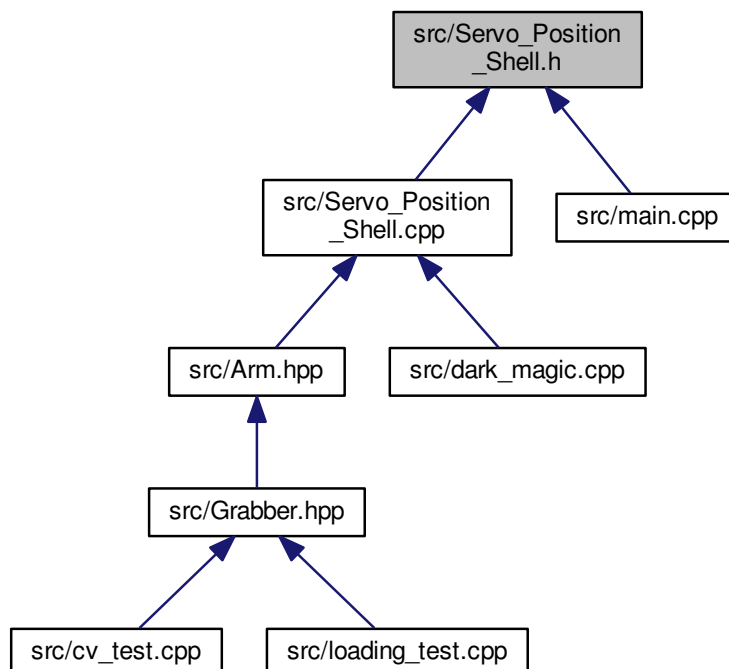 src/Servo_Position
_Shell.h
src/Servo_Position
_Shell.cpp
src/main.cpp
src/Arm.hpp
src/dark_magic.cpp
src/Grabber.hpp
src/cv_test.cpp
src/loading_test.cpp